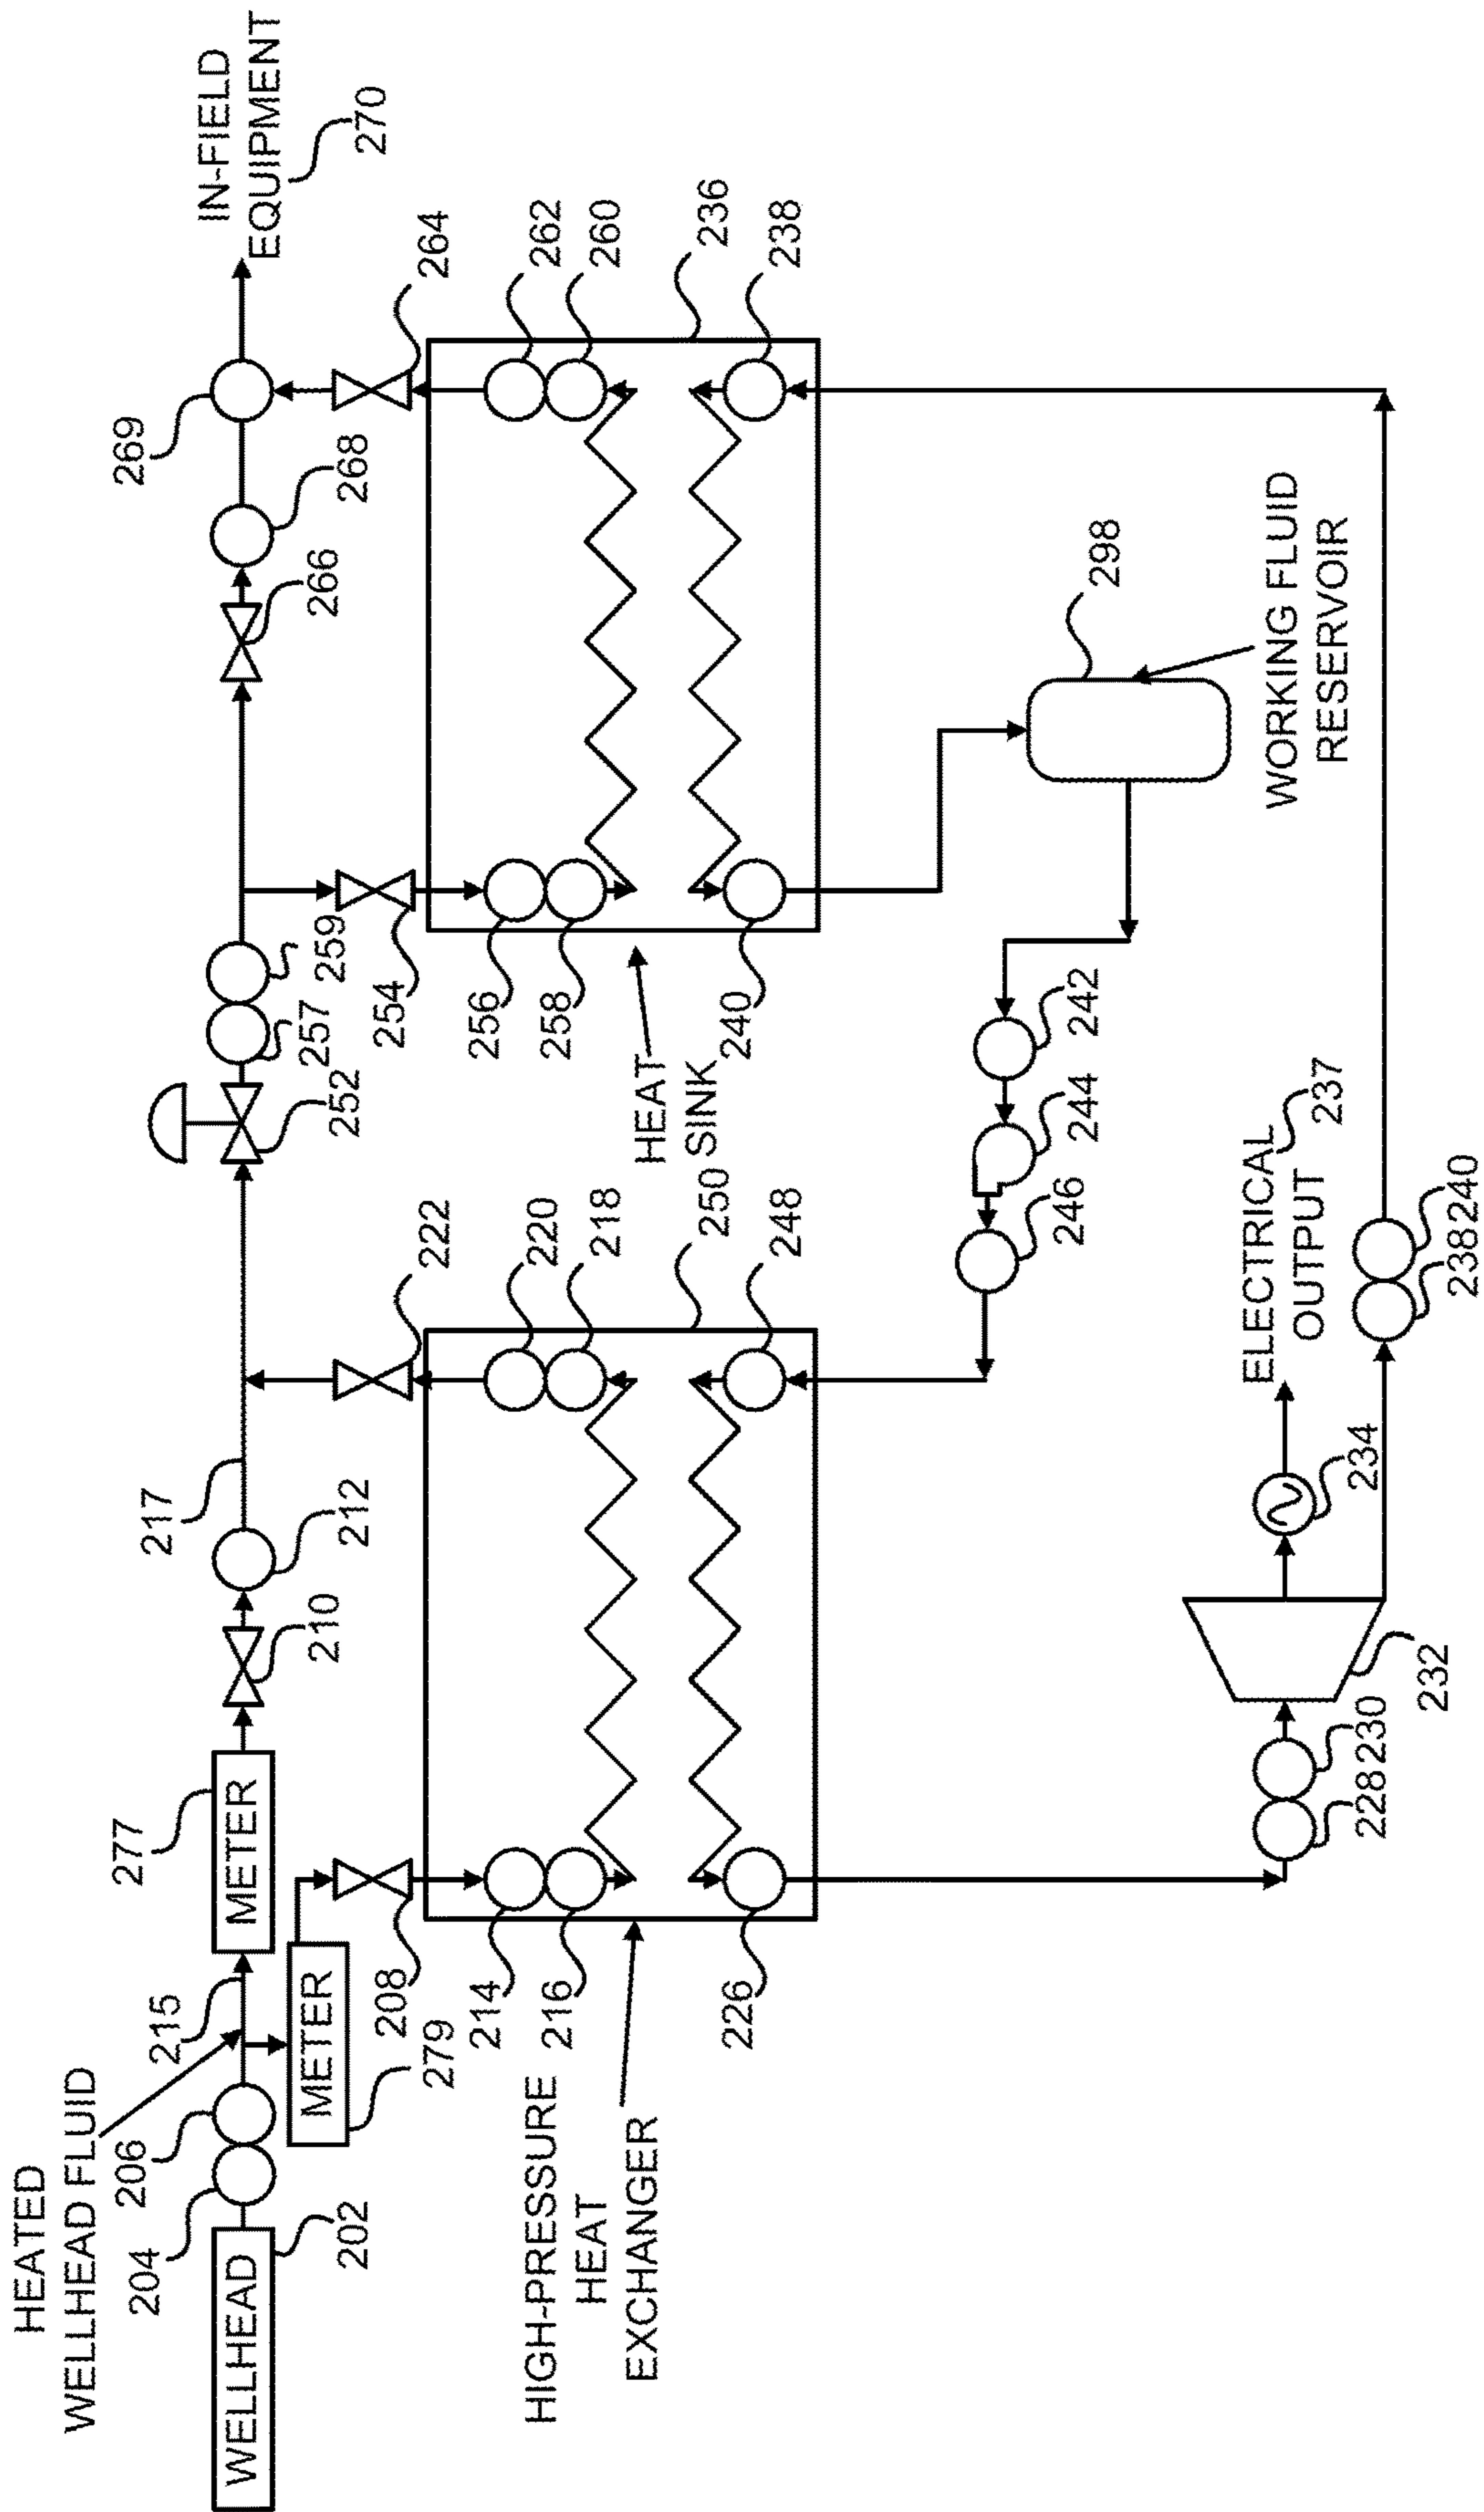 HEATED
WELLHEAD FLUID
WELLHEAD
202
204
206
215
METER
277
METER
279
210
212
217
208
222
252
257
259
266
268
269
IN-FIELD
EQUIPMENT
270
254
264
HIGH-PRESSURE
HEAT
EXCHANGER
214
216
220
218
250
226
248
HEAT
SINK
256
258
262
260
236
240
238
242
244
246
298
WORKING FLUID
RESERVOIR
228
230
232
234
ELECTRICAL
OUTPUT
237
238
240